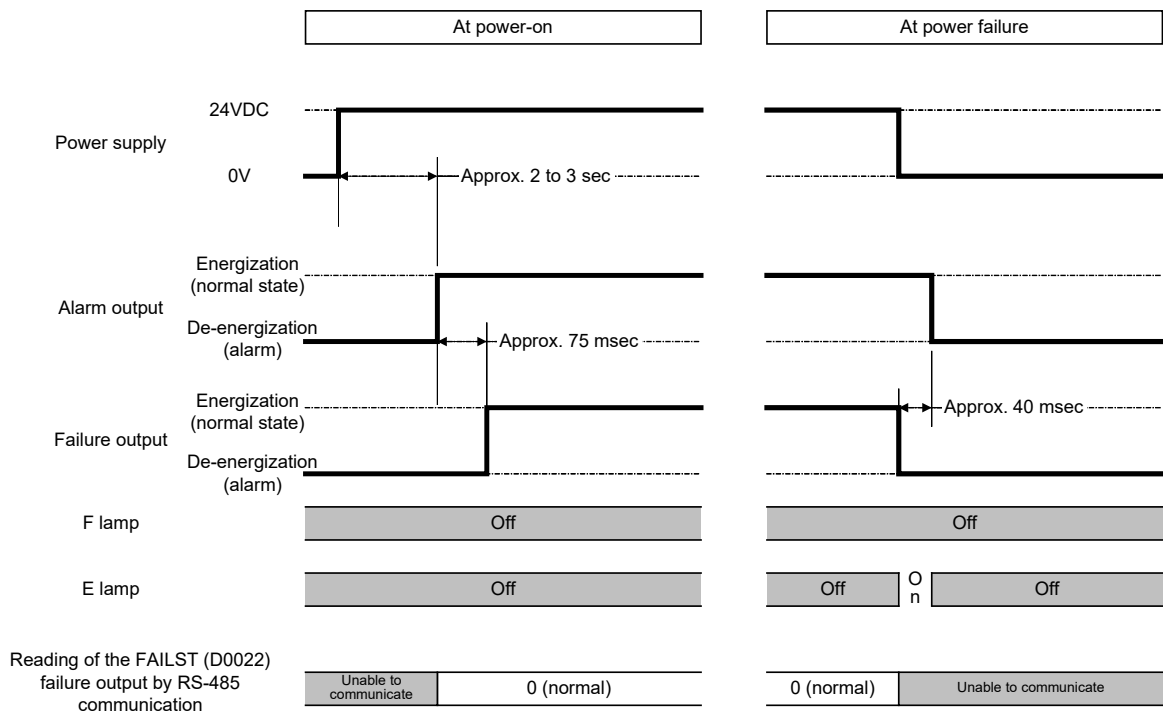 At power-on
At power failure
24VDC
Power supply
0V
Approx. 2 to 3 sec
Energization
(normal state)
Alarm output
De-energization
(alarm)
Approx. 75 msec
Energization
(normal state)
Approx. 40 msec
Failure output
De-energization
(alarm)
F lamp
Off
Off
E lamp
Off
Off
O
n
Off
Reading of the FAILST (D0022)
failure output by RS-485
communication
Unable to
communicate
0 (normal)
0 (normal)
Unable to communicate